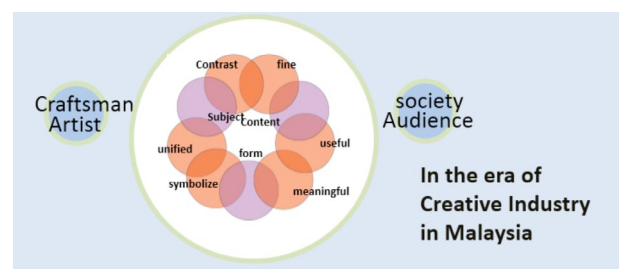 Craftsman
Artist
Contrast
fine
Subject
Content
unified
form
useful
symbolize
meaningful
society
Audience
In the era of
Creative Industry
in Malaysia